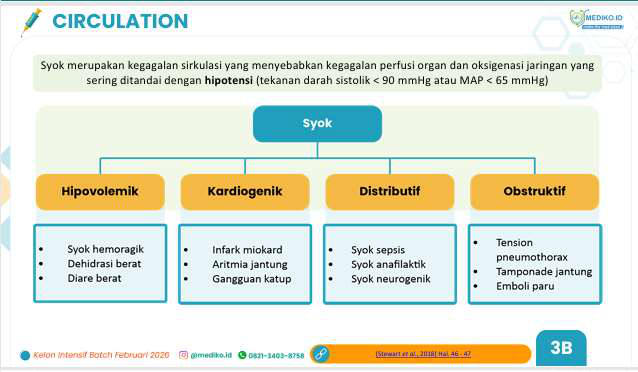 CIRCULATION
MEDIKO.ID
Syok merupakan kegagalan sirkulasi yang menyebabkan kegagalan perfusi organ dan oksigenasi jaringan yang
sering ditandai dengan hipotensi (tekanan darah sistolik < 90 mmHg atau MAP < 65 mmHg)
Syok
Hipovolemik
Kardiogenik
Distributif
Obstruktif
• Syok hemoragik
• Dehidrasi berat
• Diare berat
• Infark miokard
• Aritmia jantung
• Gangguan katup
• Syok sepsis
• Syok anafilaktik
• Syok neurogenik
• Tension
pneumothorax
• Tamponade jantung
• Emboli paru
Kelon Intensif Batch Februari 2026
@mediko.id
0821-3403-8758
(Stewart et al., 2018) Hal. 46 - 47
3B